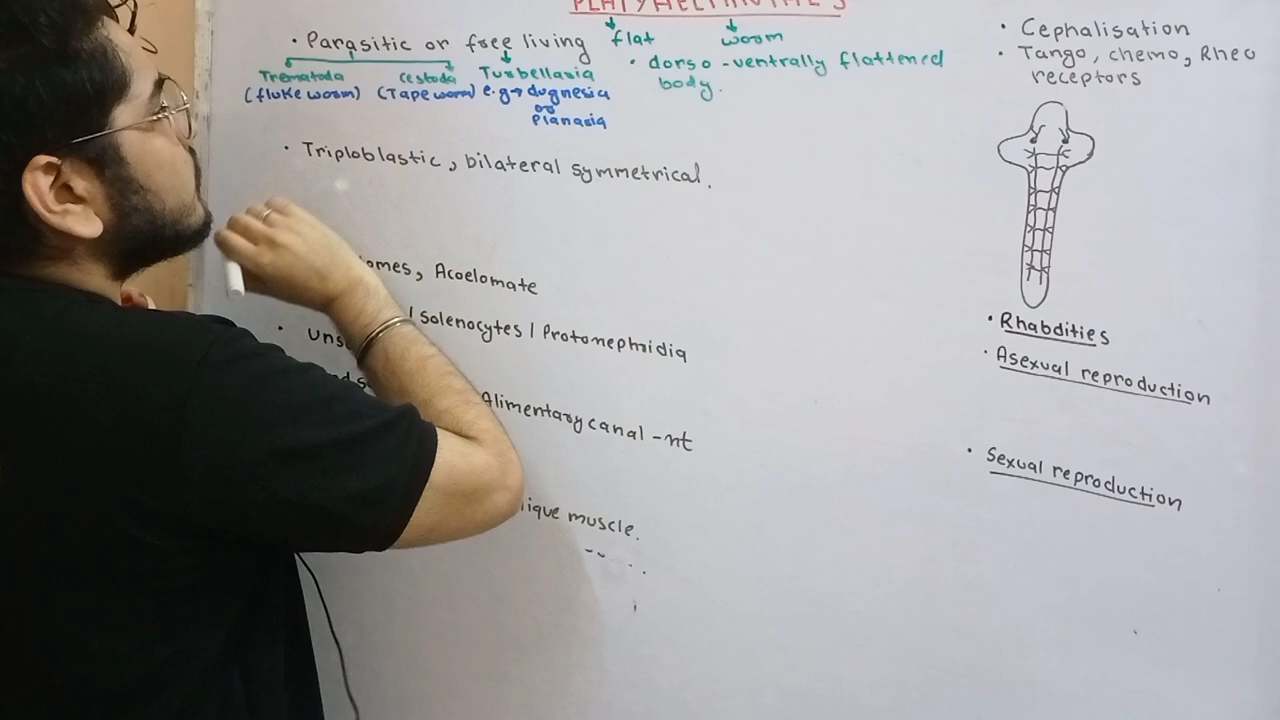 PLATYHELMINTHES
flat worm
• dorso-ventrally flattened
body.
• Parasitic or free living
Trematoda Cestoda Turbellaria
(fluke worm) (Tape worm) e.g→ dugnesia
or
Planaria
• Triploblastic, bilateral symmetrical.
omes, Acoelomate
• uns / solenocytes / Protonephridia
Alimentary canal -nt
ique muscle.
• Cephalisation
• Tango, chemo, Rheo
receptors
• Rhabdities
• Asexual reproduction
• Sexual reproduction